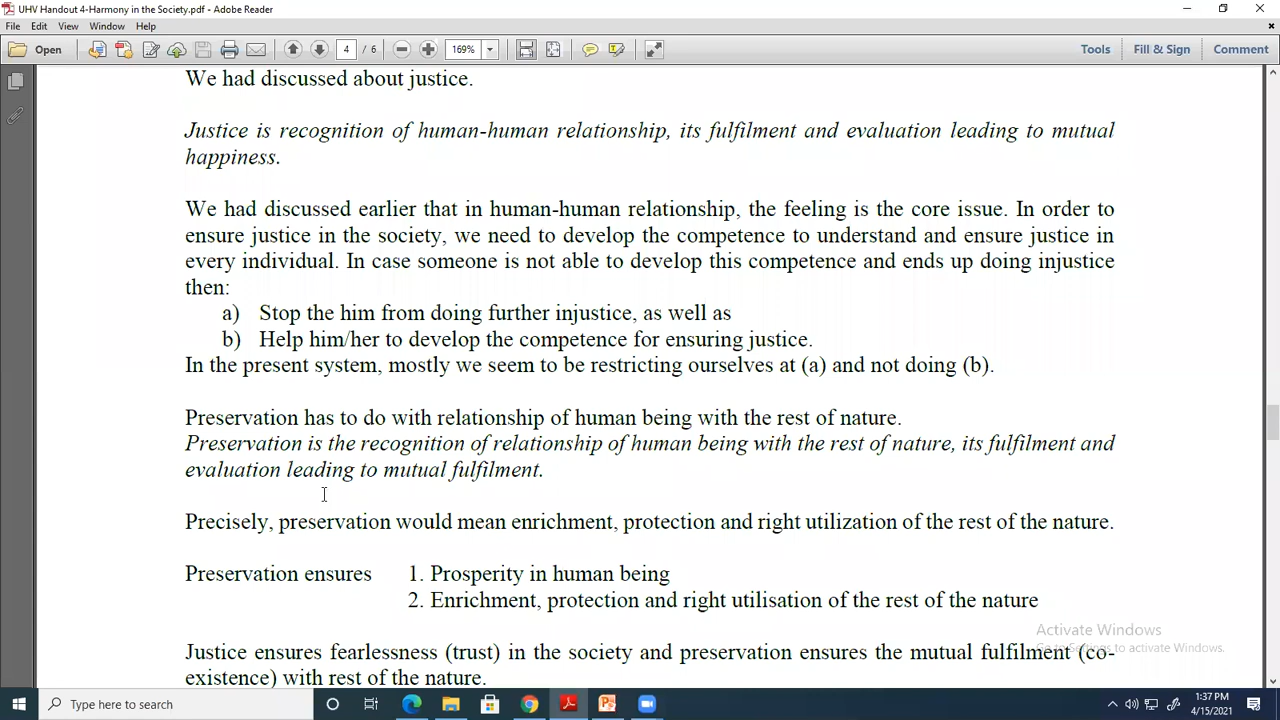 UHV Handout 4-Harmony in the Society.pdf - Adobe Reader
File Edit View Window Help
Open 4 / 6 169% Tools Fill & Sign Comment
We had discussed about justice.
Justice is recognition of human-human relationship, its fulfilment and evaluation leading to mutual
happiness.
We had discussed earlier that in human-human relationship, the feeling is the core issue. In order to
ensure justice in the society, we need to develop the competence to understand and ensure justice in
every individual. In case someone is not able to develop this competence and ends up doing injustice
then:
a) Stop the him from doing further injustice, as well as
b) Help him/her to develop the competence for ensuring justice.
In the present system, mostly we seem to be restricting ourselves at (a) and not doing (b).
Preservation has to do with relationship of human being with the rest of nature.
Preservation is the recognition of relationship of human being with the rest of nature, its fulfilment and
evaluation leading to mutual fulfilment.
Precisely, preservation would mean enrichment, protection and right utilization of the rest of the nature.
Preservation ensures 1. Prosperity in human being
2. Enrichment, protection and right utilisation of the rest of the nature
Activate Windows
Go to Settings to activate Windows.
Justice ensures fearlessness (trust) in the society and preservation ensures the mutual fulfilment (co-
existence) with rest of the nature.
Type here to search
1:37 PM
4/15/2021